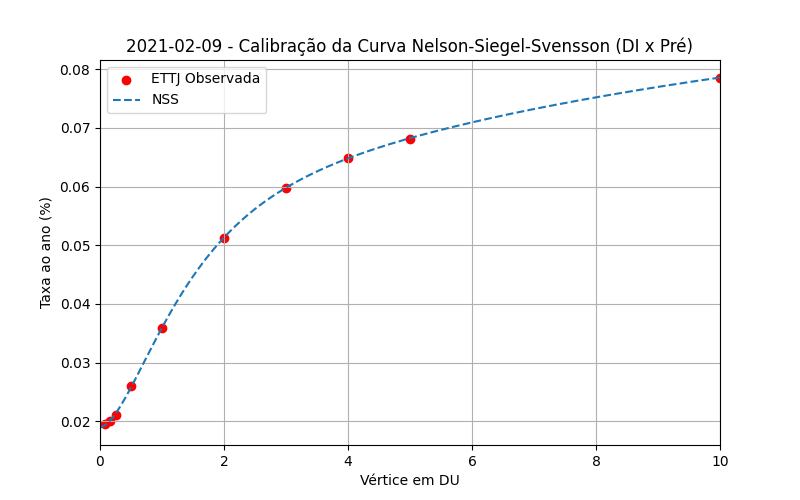 2021-02-09 - Calibração da Curva Nelson-Siegel-Svensson (DI x Pré)
ETTJ Observada
NSS
Taxa ao ano (%)
0.08
0.07
0.06
0.05
0.04
0.03
0.02
0
2
4
6
8
10
Vértice em DU